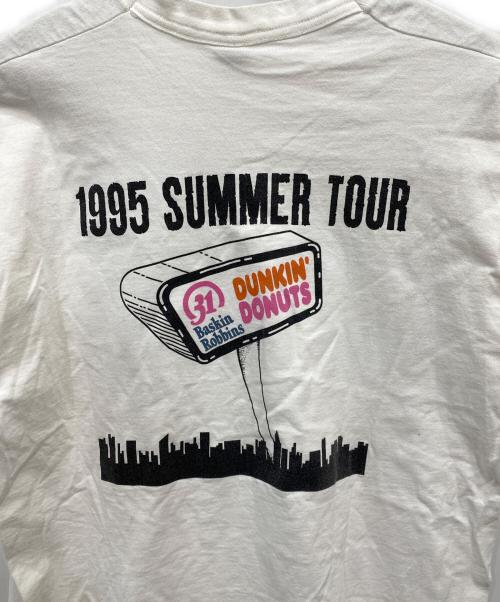 1995 SUMMER TOUR
31
Baskin
Robbins
DUNKIN'
DONUTS